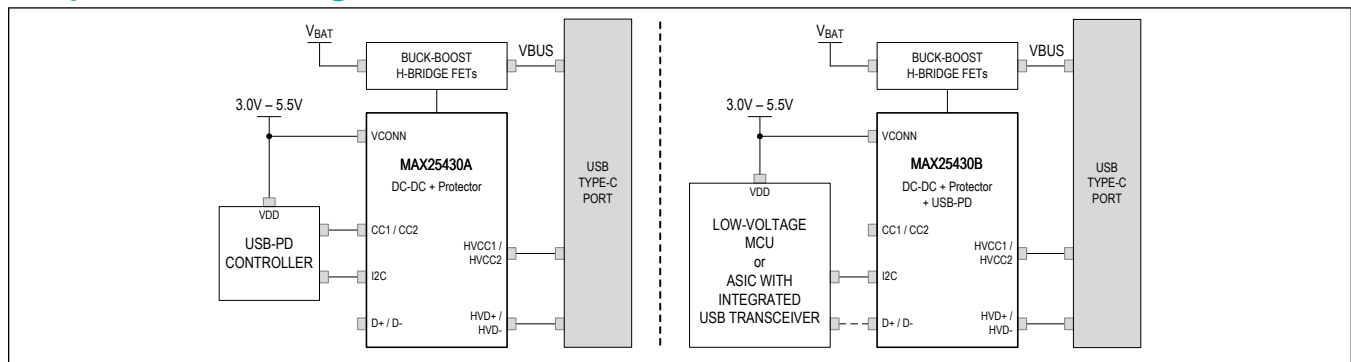 VBAT
BUCK-BOOST
H-BRIDGE FETs
VBUS
3.0V – 5.5V
VCONN
MAX25430A
DC-DC + Protector
VDD
USB-PD
CONTROLLER
CC1 / CC2
I2C
D+ / D-
HVCC1 /
HVCC2
HVD+ /
HVD-
USB
TYPE-C
PORT
VBAT
BUCK-BOOST
H-BRIDGE FETs
VBUS
3.0V – 5.5V
VCONN
MAX25430B
DC-DC + Protector
+ USB-PD
VDD
LOW-VOLTAGE
MCU
or
ASIC WITH
INTEGRATED
USB TRANSCEIVER
CC1 / CC2
I2C
D+ / D-
HVCC1 /
HVCC2
HVD+ /
HVD-
USB
TYPE-C
PORT